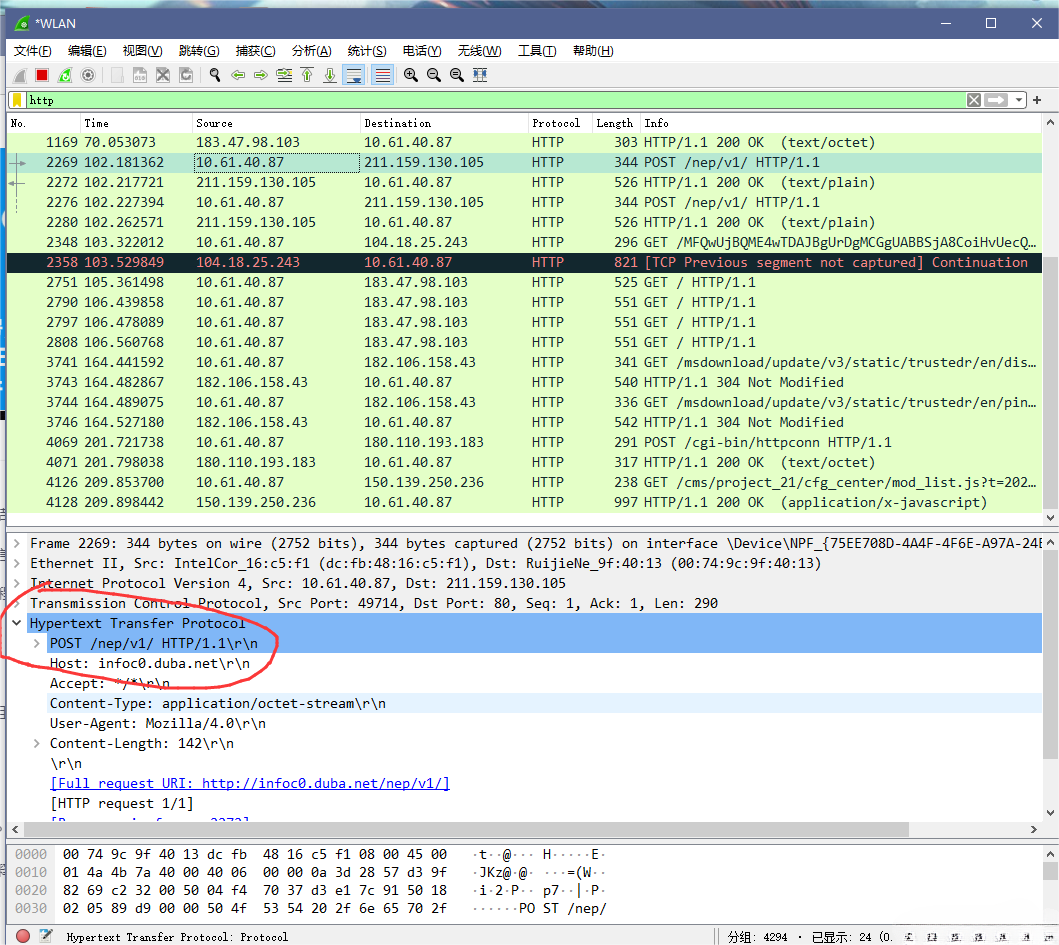 *WLAN
文件(F) 编辑(E) 视图(V) 跳转(G) 捕获(C) 分析(A) 统计(S) 电话(Y) 无线(W) 工具(T) 帮助(H)
http
No. Time Source Destination Protocol Length Info
1169 70.053073 183.47.98.103 10.61.40.87 HTTP 303 HTTP/1.1 200 OK (text/octet)
2269 102.181362 10.61.40.87 211.159.130.105 HTTP 344 POST /nep/v1/ HTTP/1.1
2272 102.217721 211.159.130.105 10.61.40.87 HTTP 526 HTTP/1.1 200 OK (text/plain)
2276 102.227394 10.61.40.87 211.159.130.105 HTTP 344 POST /nep/v1/ HTTP/1.1
2280 102.262571 211.159.130.105 10.61.40.87 HTTP 526 HTTP/1.1 200 OK (text/plain)
2348 103.322012 10.61.40.87 104.18.25.243 HTTP 296 GET /MFQwUjBQME4wTDAJBgUrDgMCGgUABBSjA8CoiHvUecQ…
2358 103.529849 104.18.25.243 10.61.40.87 HTTP 821 [TCP Previous segment not captured] Continuation
2751 105.361498 10.61.40.87 183.47.98.103 HTTP 525 GET / HTTP/1.1
2790 106.439858 10.61.40.87 183.47.98.103 HTTP 551 GET / HTTP/1.1
2797 106.478089 10.61.40.87 183.47.98.103 HTTP 551 GET / HTTP/1.1
2808 106.560768 10.61.40.87 183.47.98.103 HTTP 551 GET / HTTP/1.1
3741 164.441592 10.61.40.87 182.106.158.43 HTTP 341 GET /msdownload/update/v3/static/trustedr/en/dis…
3743 164.482867 182.106.158.43 10.61.40.87 HTTP 540 HTTP/1.1 304 Not Modified
3744 164.489075 10.61.40.87 182.106.158.43 HTTP 336 GET /msdownload/update/v3/static/trustedr/en/pin…
3746 164.527180 182.106.158.43 10.61.40.87 HTTP 542 HTTP/1.1 304 Not Modified
4069 201.721738 10.61.40.87 180.110.193.183 HTTP 291 POST /cgi-bin/httpconn HTTP/1.1
4071 201.798038 180.110.193.183 10.61.40.87 HTTP 317 HTTP/1.1 200 OK (text/octet)
4126 209.853700 10.61.40.87 150.139.250.236 HTTP 238 GET /cms/project_21/cfg_center/mod_list.js?t=202…
4128 209.898442 150.139.250.236 10.61.40.87 HTTP 997 HTTP/1.1 200 OK (application/x-javascript)
Frame 2269: 344 bytes on wire (2752 bits), 344 bytes captured (2752 bits) on interface \Device\NPF_{75EE708D-4A4F-4F6E-A97A-24E
Ethernet II, Src: IntelCor_16:c5:f1 (dc:fb:48:16:c5:f1), Dst: RuijieNe_9f:40:13 (00:74:9c:9f:40:13)
Internet Protocol Version 4, Src: 10.61.40.87, Dst: 211.159.130.105
Transmission Control Protocol, Src Port: 49714, Dst Port: 80, Seq: 1, Ack: 1, Len: 290
Hypertext Transfer Protocol
POST /nep/v1/ HTTP/1.1\r\n
Host: infoc0.duba.net\r\n
Accept: */*\r\n
Content-Type: application/octet-stream\r\n
User-Agent: Mozilla/4.0\r\n
Content-Length: 142\r\n
\r\n
[Full request URI: http://infoc0.duba.net/nep/v1/]
[HTTP request 1/1]
0000 00 74 9c 9f 40 13 dc fb 48 16 c5 f1 08 00 45 00 ·t··@··· H·····E·
0010 01 4a 4b 7a 40 00 40 06 00 00 0a 3d 28 57 d3 9f ·JKz@·@· ···=(W··
0020 82 69 c2 32 00 50 04 f4 70 37 d3 e1 7c 91 50 18 ·i·2·P·· p7··|·P·
0030 02 05 89 d9 00 00 50 4f 53 54 20 2f 6e 65 70 2f ······PO ST /nep/
Hypertext Transfer Protocol: Protocol 分组: 4294 · 已显示: 24 (0.